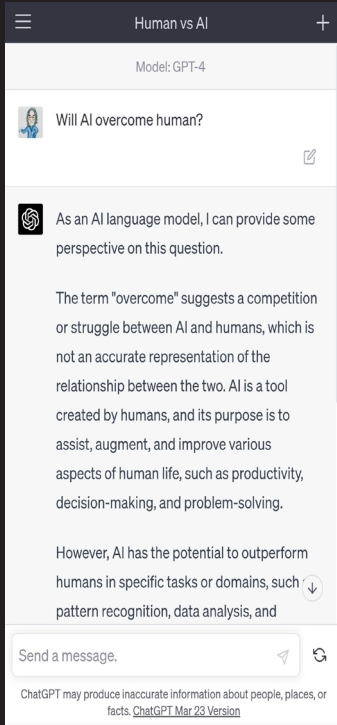 Human vs AI
Model: GPT-4
Will AI overcome human?
As an AI language model, I can provide some
perspective on this question.
The term "overcome" suggests a competition
or struggle between AI and humans, which is
not an accurate representation of the
relationship between the two. AI is a tool
created by humans, and its purpose is to
assist, augment, and improve various
aspects of human life, such as productivity,
decision-making, and problem-solving.
However, AI has the potential to outperform
humans in specific tasks or domains, such
pattern recognition, data analysis, and
Send a message.
ChatGPT may produce inaccurate information about people, places, or
facts. ChatGPT Mar 23 Version